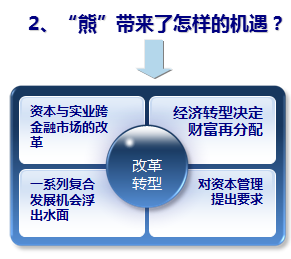 2、“熊”带来了怎样的机遇？
资本与实业跨
金融市场的改
革
经济转型决定
财富再分配
改革
转型
一系列复合
发展机会浮
出水面
对资本管理
提出要求